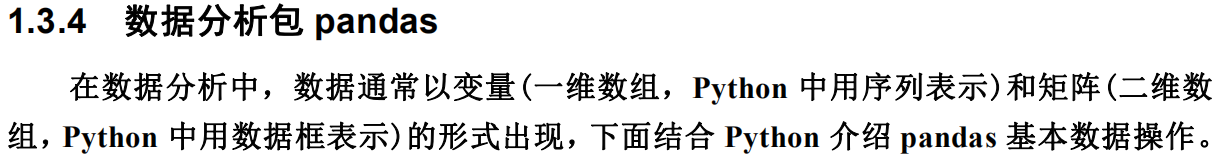 1.3.4 数据分析包 pandas
在数据分析中，数据通常以变量(一维数组，Python 中用序列表示)和矩阵(二维数
组，Python 中用数据框表示)的形式出现，下面结合 Python 介绍 pandas 基本数据操作。